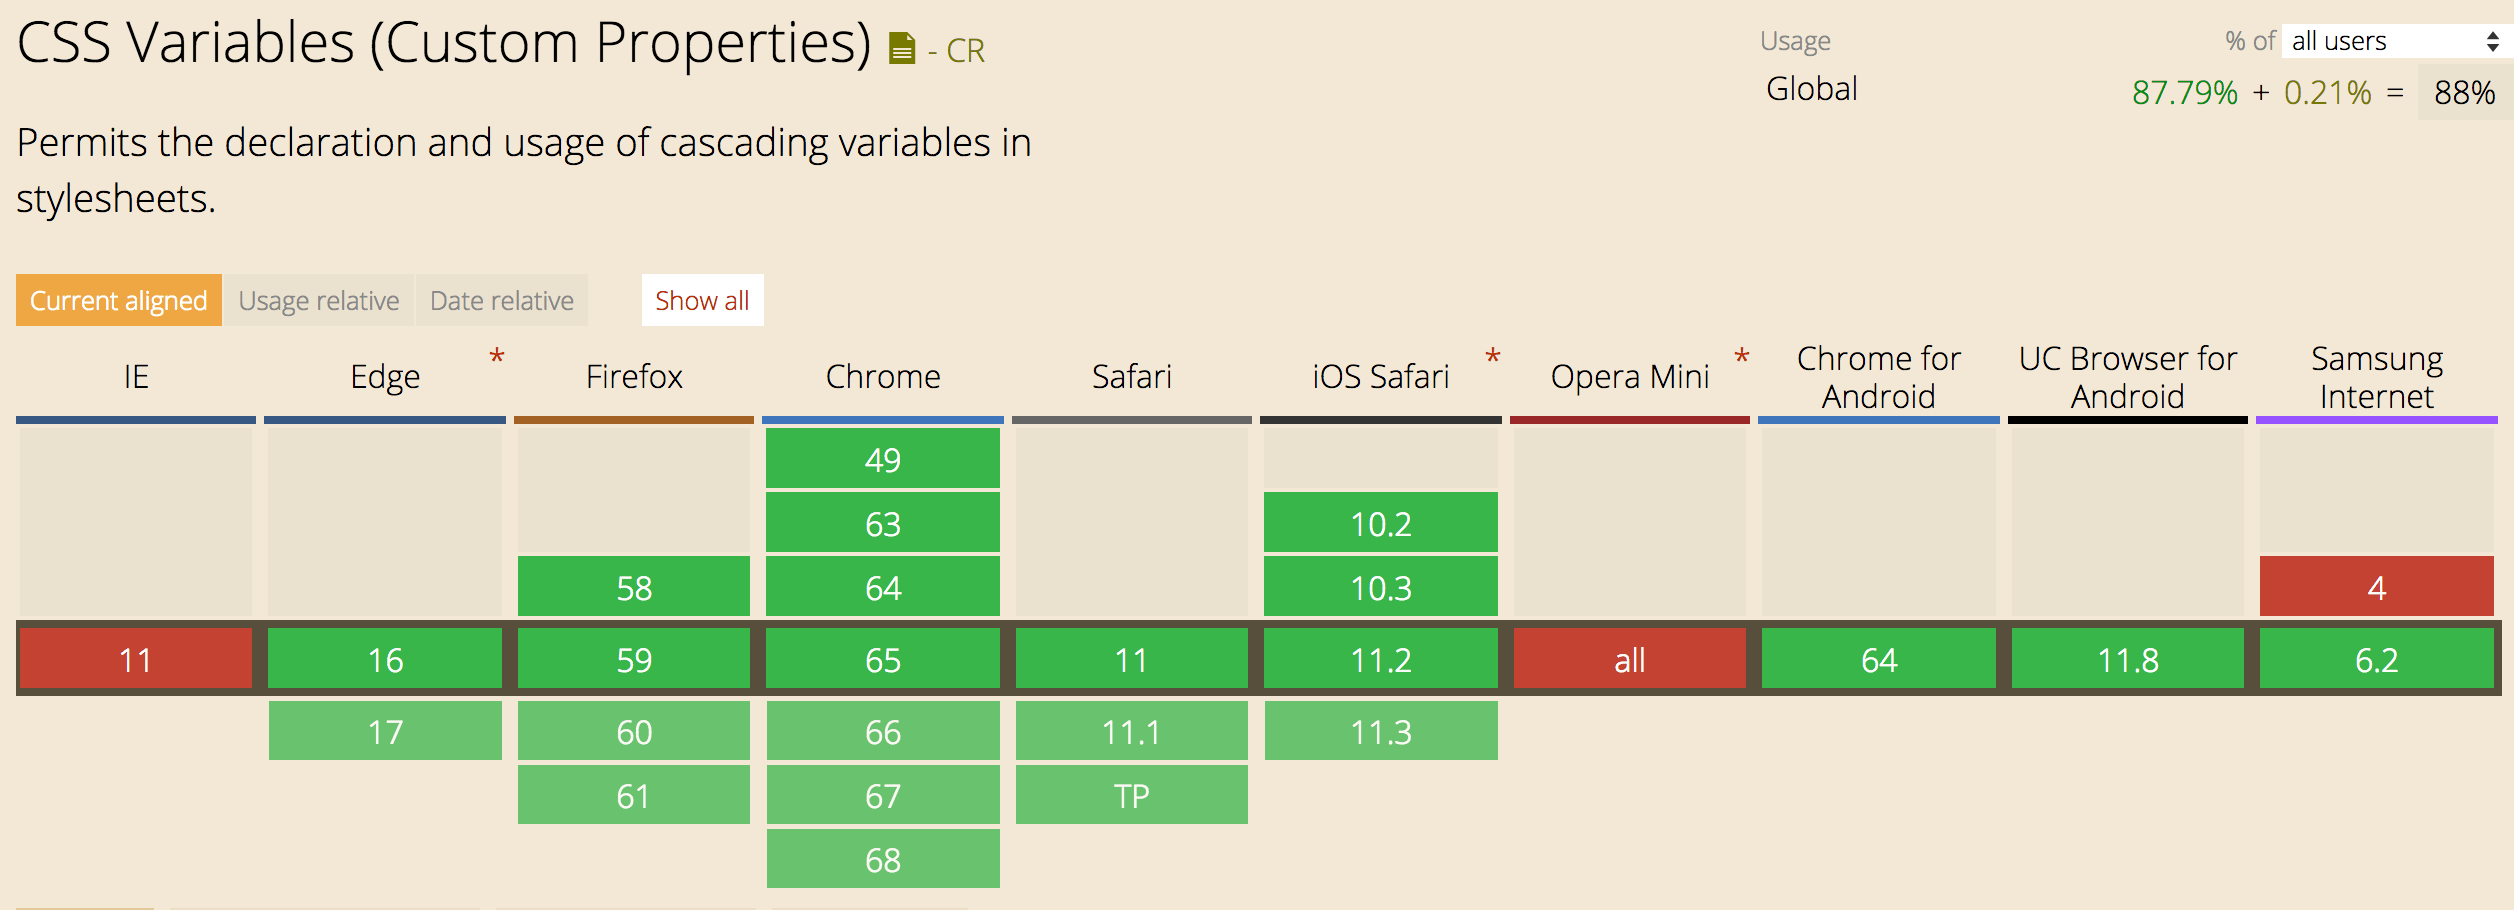 CSS Variables (Custom Properties) - CR
Usage % of all users
Global 87.79% + 0.21% = 88%
Permits the declaration and usage of cascading variables in
stylesheets.
Current aligned Usage relative Date relative Show all
IE Edge * Firefox Chrome Safari iOS Safari * Opera Mini * Chrome for Android UC Browser for Android Samsung Internet
49
63 10.2
58 64 10.3 4
11 16 59 65 11 11.2 all 64 11.8 6.2
17 60 66 11.1 11.3
61 67 TP
68